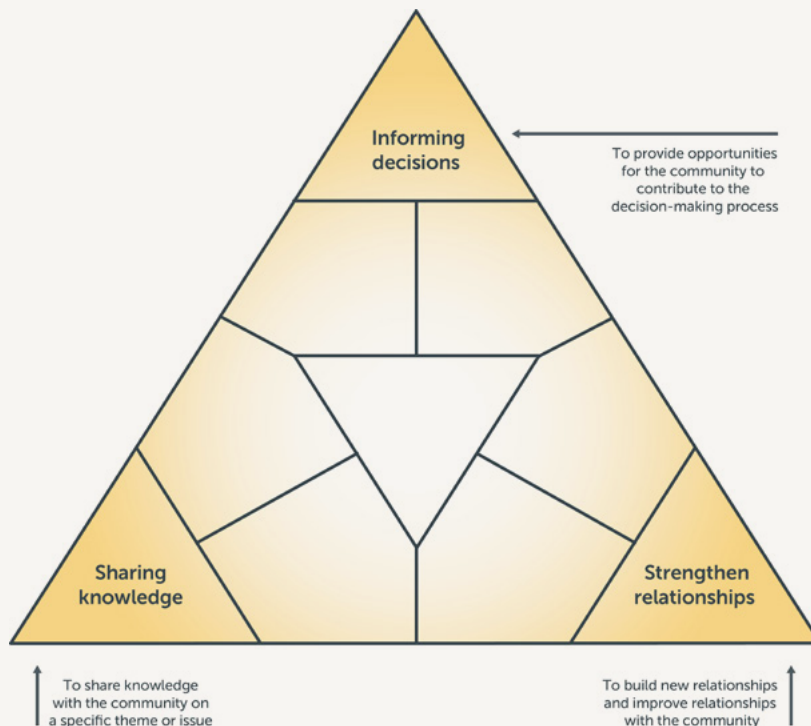 Informing
decisions
To provide opportunities
for the community to
contribute to the
decision-making process
Sharing
knowledge
Strengthen
relationships
To share knowledge
with the community on
a specific theme or issue
To build new relationships
and improve relationships
with the community